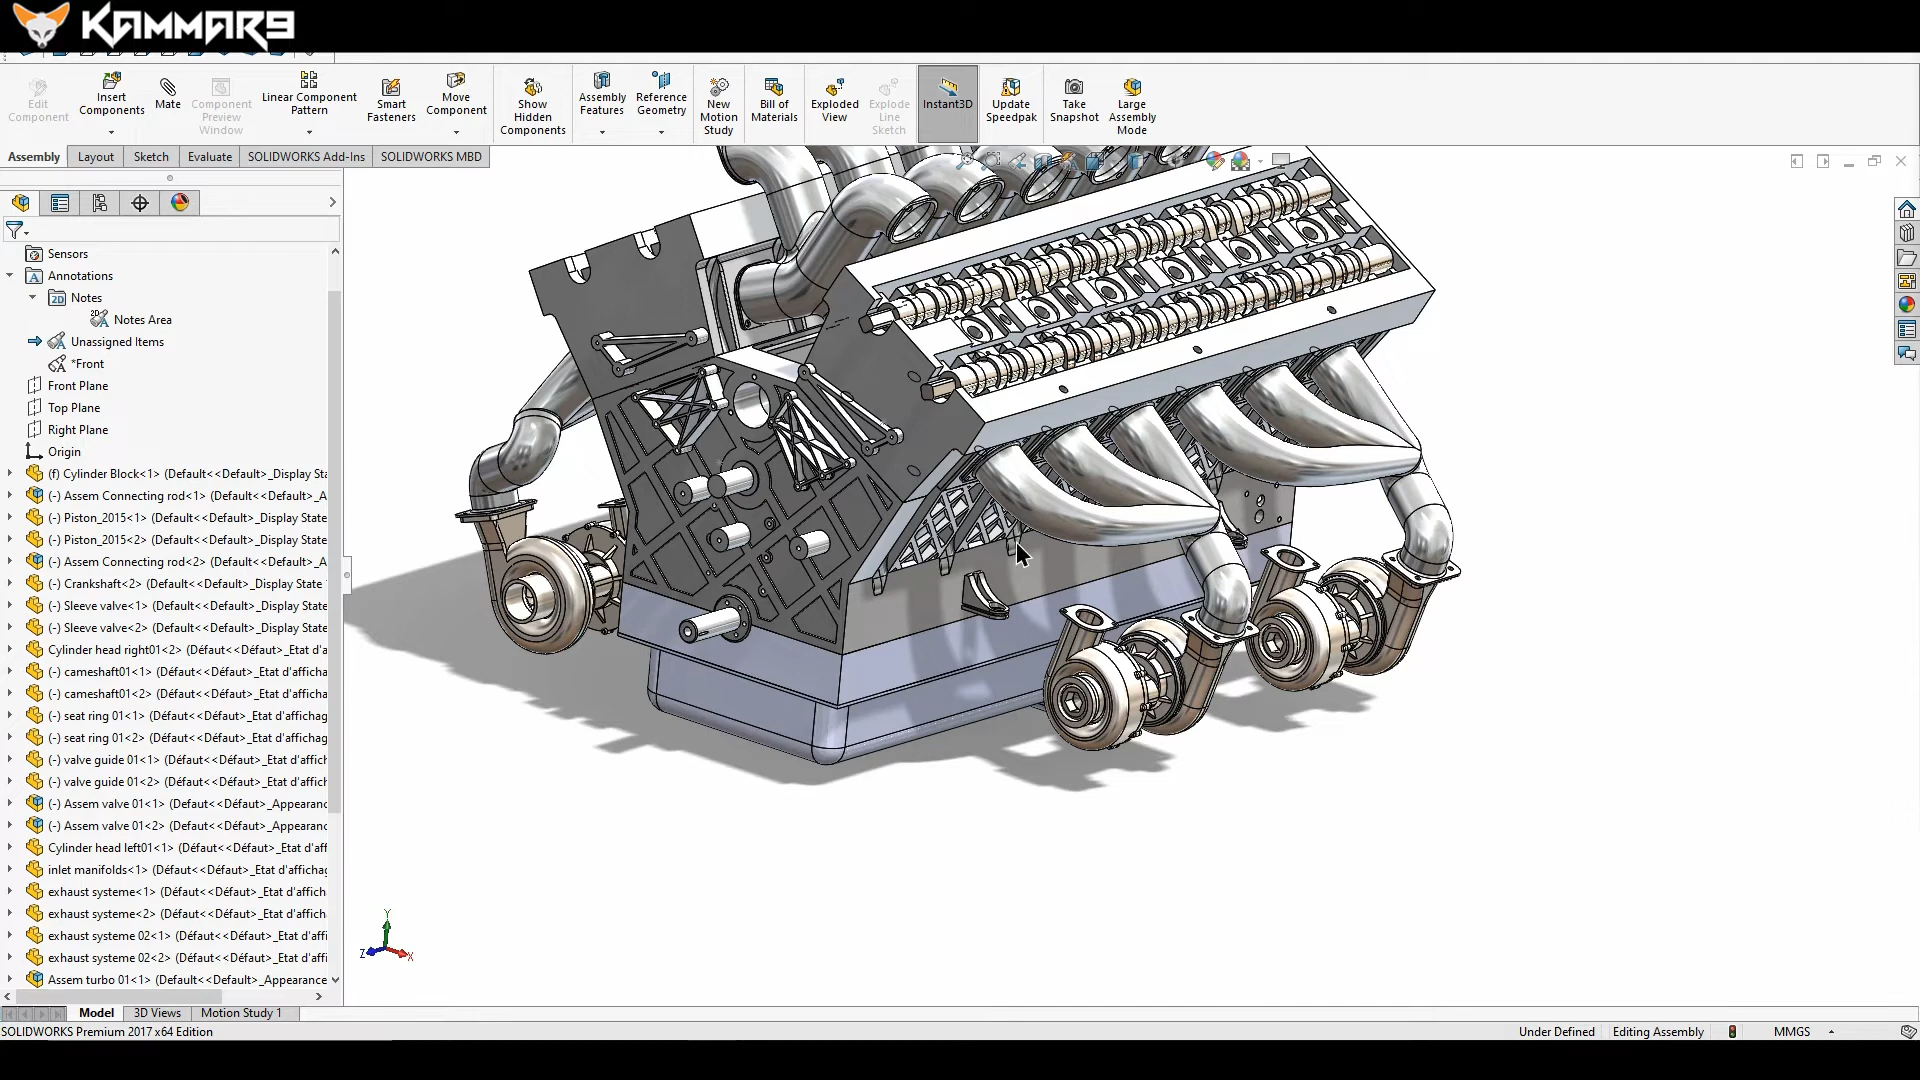 KAMMAR9
Edit Component
Insert Components
Mate
Component Preview Window
Linear Component Pattern
Smart Fasteners
Move Component
Show Hidden Components
Assembly Features
Reference Geometry
New Motion Study
Bill of Materials
Exploded View
Explode Line Sketch
Instant3D
Update Speedpak
Take Snapshot
Large Assembly Mode
Assembly Layout Sketch Evaluate SOLIDWORKS Add-Ins SOLIDWORKS MBD
Sensors
Annotations
Notes
Notes Area
Unassigned Items
*Front
Front Plane
Top Plane
Right Plane
Origin
(f) Cylinder Block<1> (Default<<Default>_Display Sta
(-) Assem Connecting rod<1> (Default<<Default>_A
(-) Piston_2015<1> (Default<<Default>_Display State
(-) Piston_2015<2> (Default<<Default>_Display State
(-) Assem Connecting rod<2> (Default<<Default>_A
(-) Crankshaft<2> (Default<<Default>_Display State
(-) Sleeve valve<1> (Default<<Default>_Display State
(-) Sleeve valve<2> (Default<<Default>_Display State
Cylinder head right01<2> (Défaut<<Défaut>_Etat d'a
(-) cameshaft01<1> (Défaut<<Défaut>_Etat d'afficha
(-) cameshaft01<2> (Défaut<<Défaut>_Etat d'afficha
(-) seat ring 01<1> (Défaut<<Défaut>_Etat d'affichag
(-) seat ring 01<2> (Défaut<<Défaut>_Etat d'affichag
(-) valve guide 01<1> (Défaut<<Défaut>_Etat d'affich
(-) valve guide 01<2> (Défaut<<Défaut>_Etat d'affich
(-) Assem valve 01<1> (Defaut<<Défaut>_Appearanc
(-) Assem valve 01<2> (Defaut<<Défaut>_Appearanc
Cylinder head left01<1> (Défaut<<Défaut>_Etat d'aff
inlet manifolds<1> (Défaut<<Défaut>_Etat d'affichag
exhaust systeme<1> (Défaut<<Défaut>_Etat d'affich
exhaust systeme<2> (Défaut<<Défaut>_Etat d'affich
exhaust systeme 02<1> (Défaut<<Défaut>_Etat d'affi
exhaust systeme 02<2> (Défaut<<Défaut>_Etat d'affi
Assem turbo 01<1> (Default<<Default>_Appearance
Y
Z
X
Model 3D Views Motion Study 1
SOLIDWORKS Premium 2017 x64 Edition
Under Defined Editing Assembly MMGS